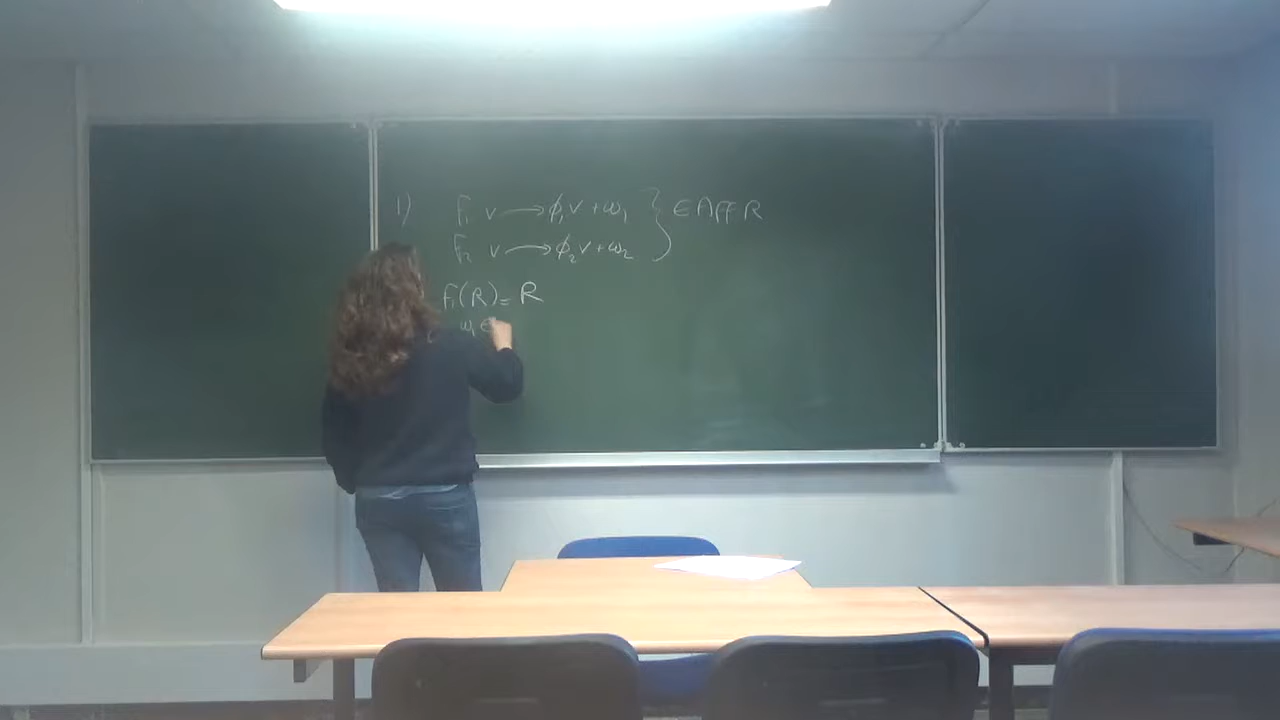 1) f₁ v → ϕ₁v + ω₁ } ∈ Aff R
f₂ v → ϕ₂v + ω₂
f₁(R) = R
ω₁ ∈